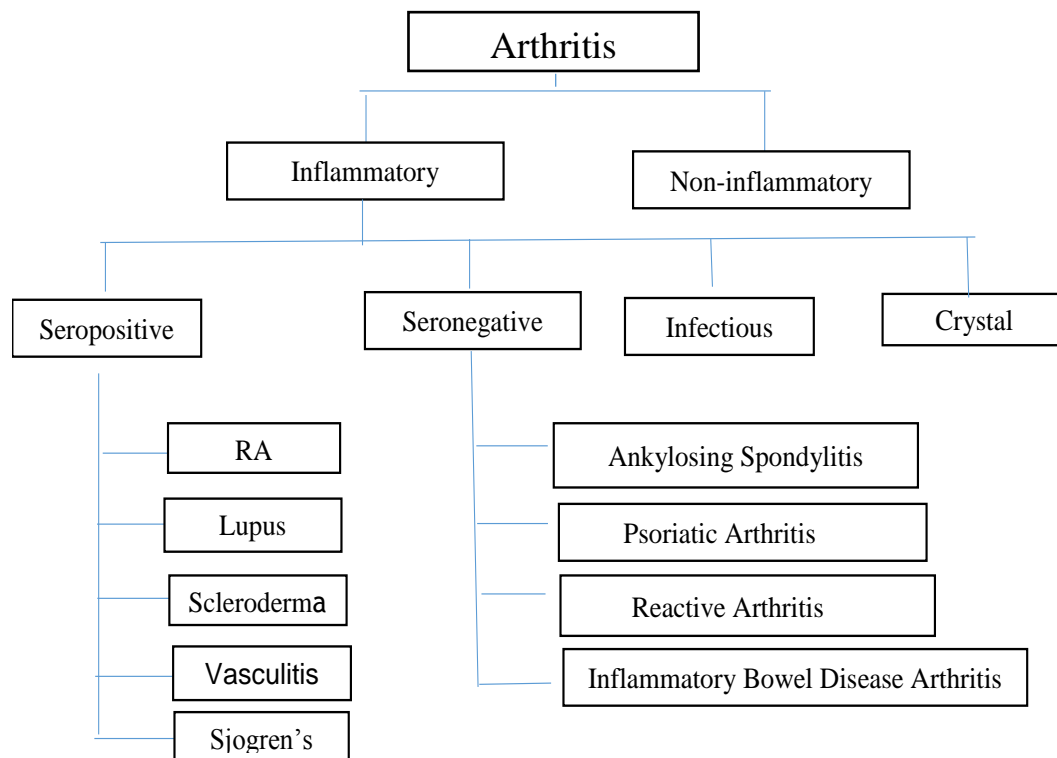 Arthritis
Inflammatory
Non-inflammatory
Seropositive
Seronegative
Infectious
Crystal
RA
Lupus
Scleroderma
Vasculitis
Sjogren’s
Ankylosing Spondylitis
Psoriatic Arthritis
Reactive Arthritis
Inflammatory Bowel Disease Arthritis